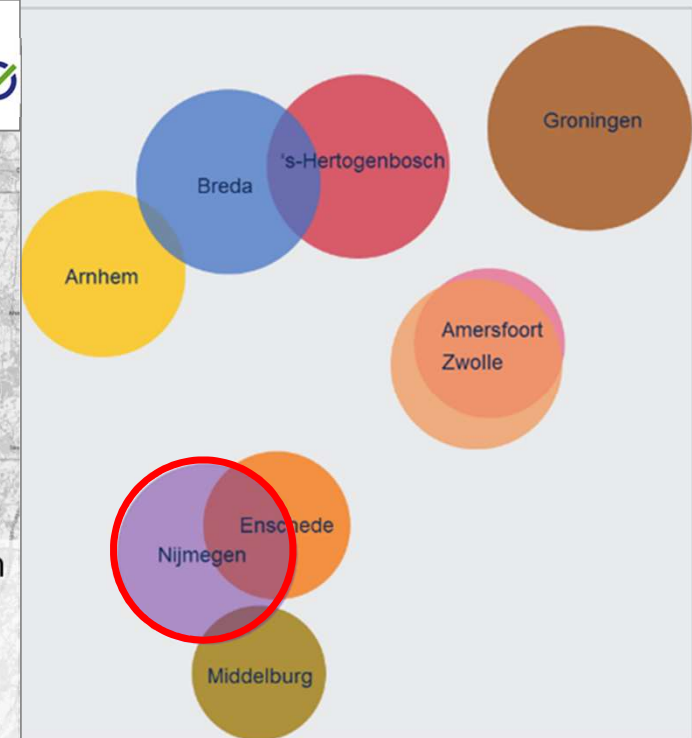 Groningen
's-Hertogenbosch
Breda
Arnhem
Amersfoort
Zwolle
Enschede
Nijmegen
Middelburg